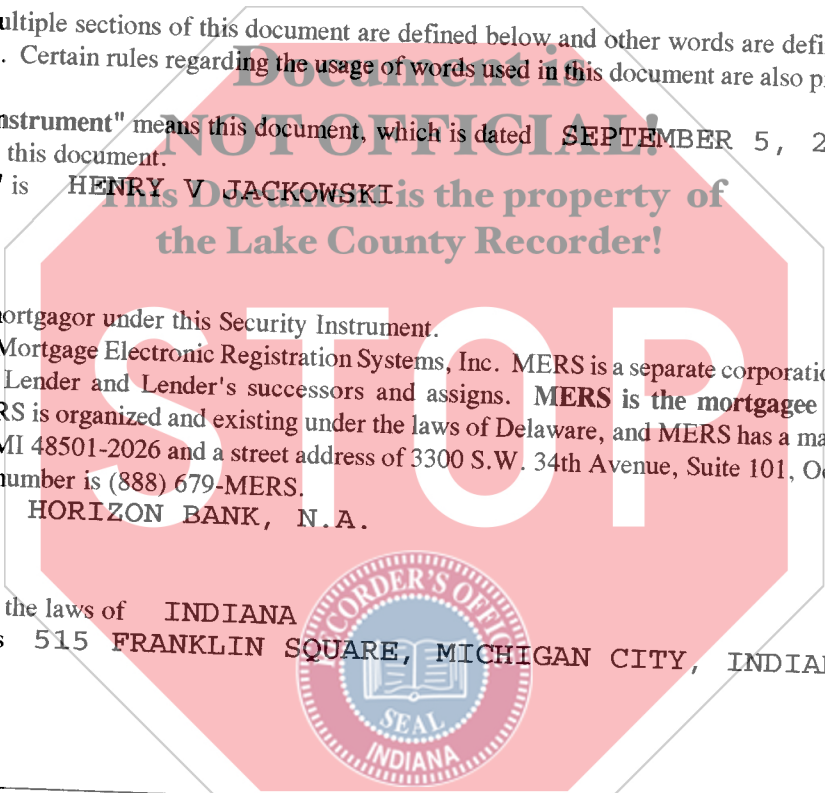 ultiple sections of this document are defined below and other words are defi
. Certain rules regarding the usage of words used in this document are also p
Document is
nstrument" means this document, which is dated SEPTEMBER 5, 2
NOT OFFICIAL!
this document.
" is HENRY V JACKOWSKI
This Document is the property of
the Lake County Recorder!
ortgagor under this Security Instrument.
Mortgage Electronic Registration Systems, Inc. MERS is a separate corporatio
Lender and Lender's successors and assigns. MERS is the mortgagee
RS is organized and existing under the laws of Delaware, and MERS has a ma
MI 48501-2026 and a street address of 3300 S.W. 34th Avenue, Suite 101, Oc
number is (888) 679-MERS.
STOP
HORIZON BANK, N.A.
the laws of INDIANA
s 515 FRANKLIN SQUARE, MICHIGAN CITY, INDIA
RECORDER'S OFFICE
SEAL
INDIANA